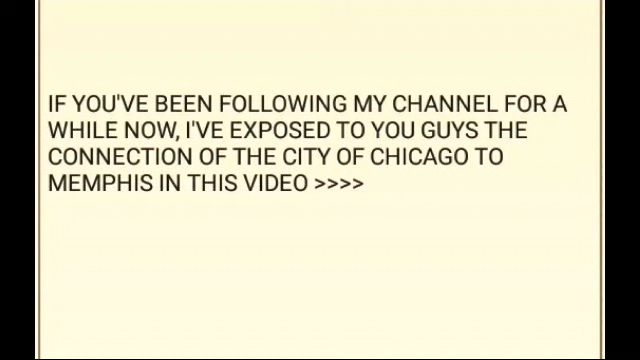 IF YOU'VE BEEN FOLLOWING MY CHANNEL FOR A
WHILE NOW, I'VE EXPOSED TO YOU GUYS THE
CONNECTION OF THE CITY OF CHICAGO TO
MEMPHIS IN THIS VIDEO >>>>